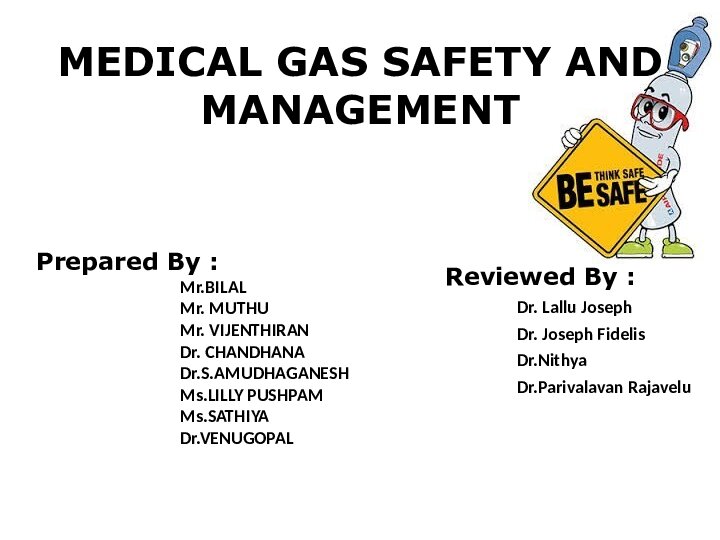 MEDICAL GAS SAFETY AND
MANAGEMENT
THINK SAFE
BE SAFE
Prepared By :
Mr.BILAL
Mr. MUTHU
Mr. VIJENTHIRAN
Dr. CHANDHANA
Dr.S.AMUDHAGANESH
Ms.LILLY PUSHPAM
Ms.SATHIYA
Dr.VENUGOPAL
Reviewed By :
Dr. Lallu Joseph
Dr. Joseph Fidelis
Dr.Nithya
Dr.Parivalavan Rajavelu